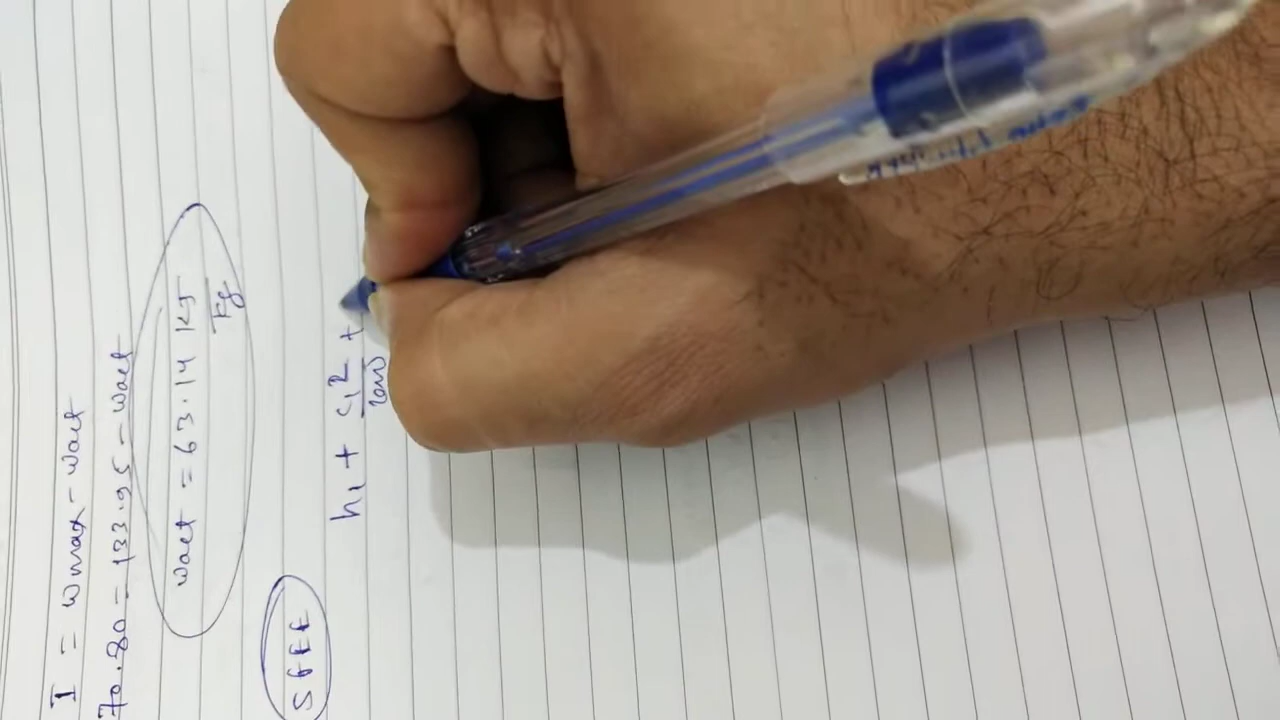 I = Wmax - Wact
70.80 = 133.95 - Wact
Wact = 63.14 KJ/Kg
SFEE
h1 + c1²/2000 +